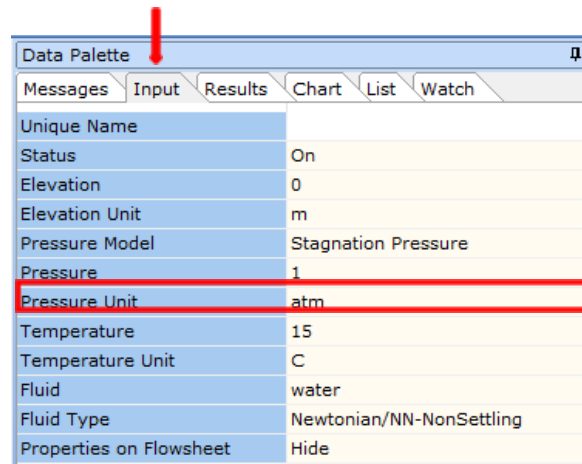 Data Palette
Messages Input Results Chart List Watch
Unique Name
Status On
Elevation 0
Elevation Unit m
Pressure Model Stagnation Pressure
Pressure 1
Pressure Unit atm
Temperature 15
Temperature Unit C
Fluid water
Fluid Type Newtonian/NN-NonSettling
Properties on Flowsheet Hide